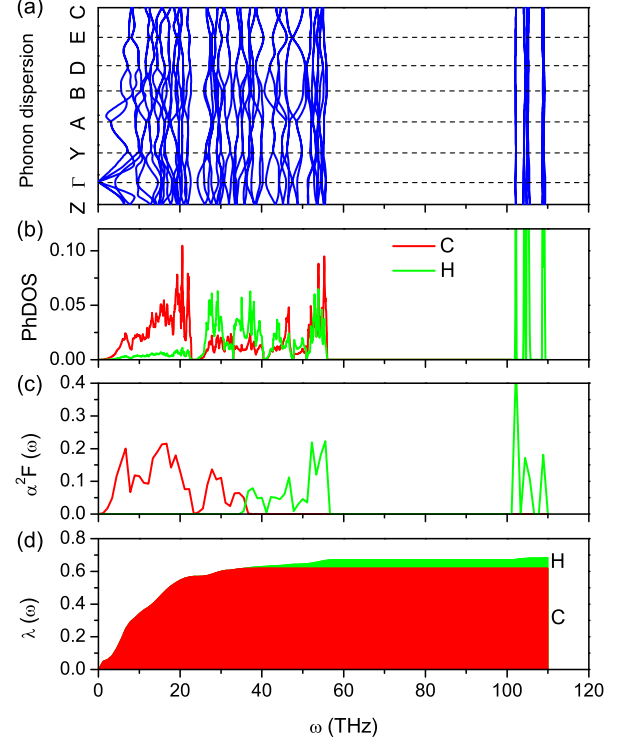 (a)
Phonon dispersion
C
E
D
B
A
Y
Γ
Z
(b)
PhDOS
0.10
0.05
0.00
C
H
(c)
α²F (ω)
0.4
0.3
0.2
0.1
0.0
(d)
λ (ω)
0.8
0.6
0.4
0.2
0.0
H
C
0 20 40 60 80 100 120
ω (THz)